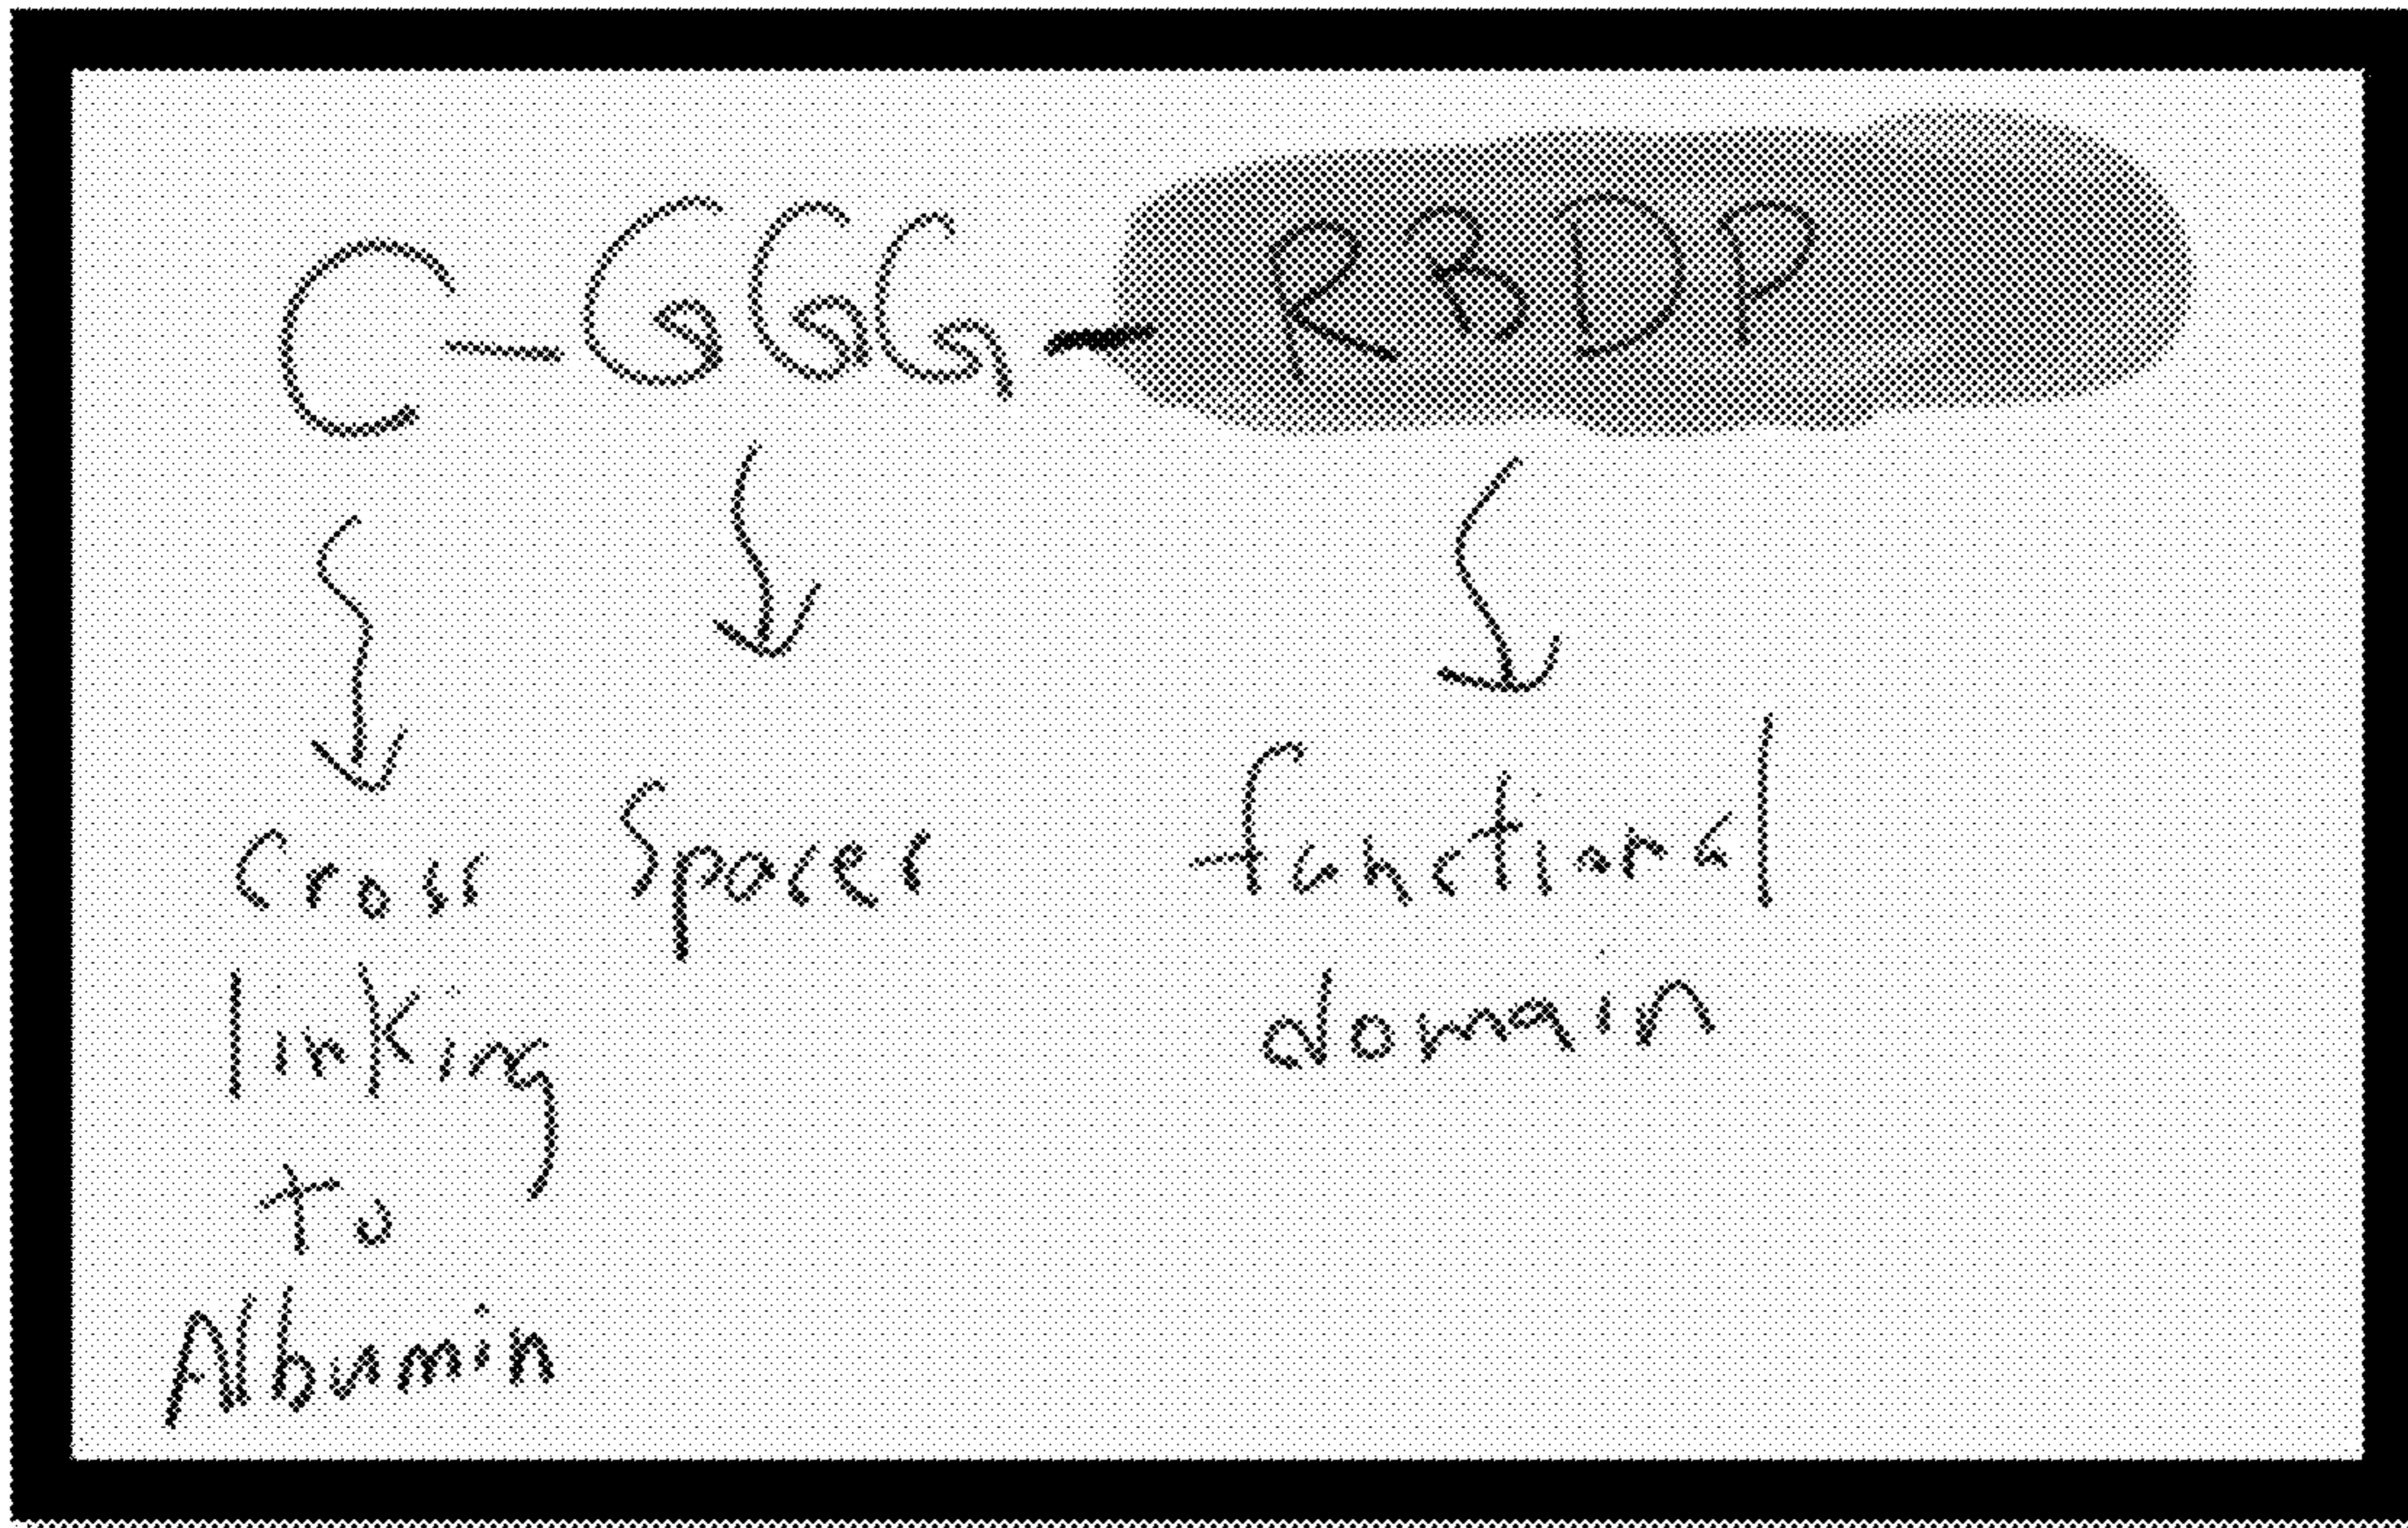 C-GGG-RBDP
Cross Spacer functional
linking domain
to
Albumin